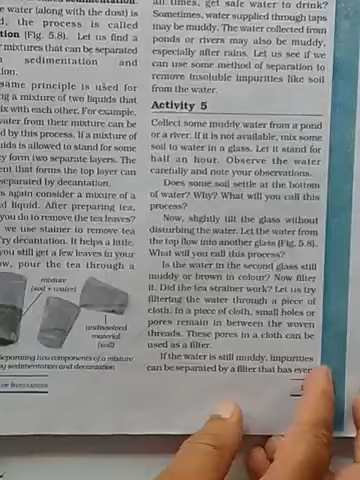 e water (along with the dust) is
d, the process is called
tion (Fig. 5.8). Let us find a
mixtures that can be separated
sedimentation and
ion.
same principle is used for
ng a mixture of two liquids that
ix with each other. For example,
water from their mixture can be
d by this process. If a mixture of
uids is allowed to stand for some
ey form two separate layers. The
ent that forms the top layer can
separated by decantation.
s again consider a mixture of a
d liquid. After preparing tea,
you do to remove the tea leaves?
we use strainer to remove tea
Try decantation. It helps a little.
you still get a few leaves in your
ow, pour the tea through a
mixture
(soil + water)
undissolved
material
(soil)
eparating two components of a mixture
y sedimentation and decantation
OF SUBSTANCES
all times, get safe water to drink?
Sometimes, water supplied through taps
may be muddy. The water collected from
ponds or rivers may also be muddy,
especially after rains. Let us see if we
can use some method of separation to
remove insoluble impurities like soil
from the water.
Activity 5
Collect some muddy water from a pond
or a river. If it is not available, mix some
soil to water in a glass. Let it stand for
half an hour. Observe the water
carefully and note your observations.
Does some soil settle at the bottom
of water? Why? What will you call this
process?
Now, slightly tilt the glass without
disturbing the water. Let the water from
the top flow into another glass (Fig. 5.8).
What will you call this process?
Is the water in the second glass still
muddy or brown in colour? Now filter
it. Did the tea strainer work? Let us try
filtering the water through a piece of
cloth. In a piece of cloth, small holes or
pores remain in between the woven
threads. These pores in a cloth can be
used as a filter.
If the water is still muddy, impurities
can be separated by a filter that has even